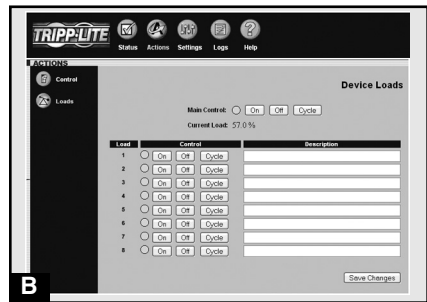 TRIPP·LITE
Status Actions Settings Logs Help
ACTIONS
Control
Loads
Device Loads
Main Control: On Off Cycle
Current Load: 57.0 %
Load Control Description
1 On Off Cycle
2 On Off Cycle
3 On Off Cycle
4 On Off Cycle
5 On Off Cycle
6 On Off Cycle
7 On Off Cycle
8 On Off Cycle
Save Changes
B